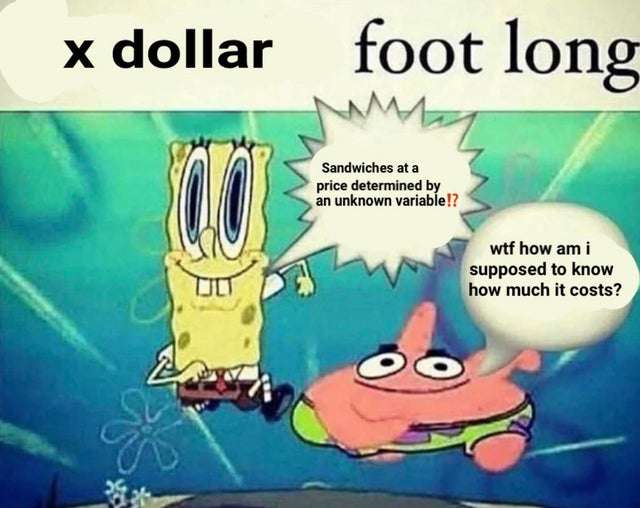 x dollar foot long
Sandwiches at a
price determined by
an unknown variable⁉
wtf how am i
supposed to know
how much it costs?